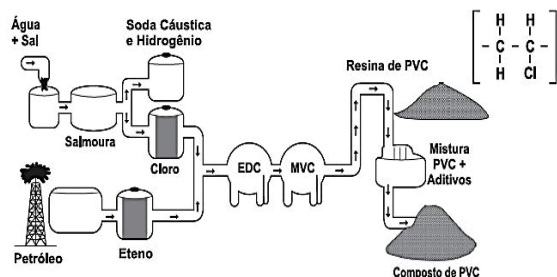 Água
+ Sal
Soda Cáustica
e Hidrogênio
Salmoura
Cloro
Petróleo
Eteno
EDC
MVC
Resina de PVC
H H
- C - C -
H Cl
Mistura
PVC +
Aditivos
Composto de PVC